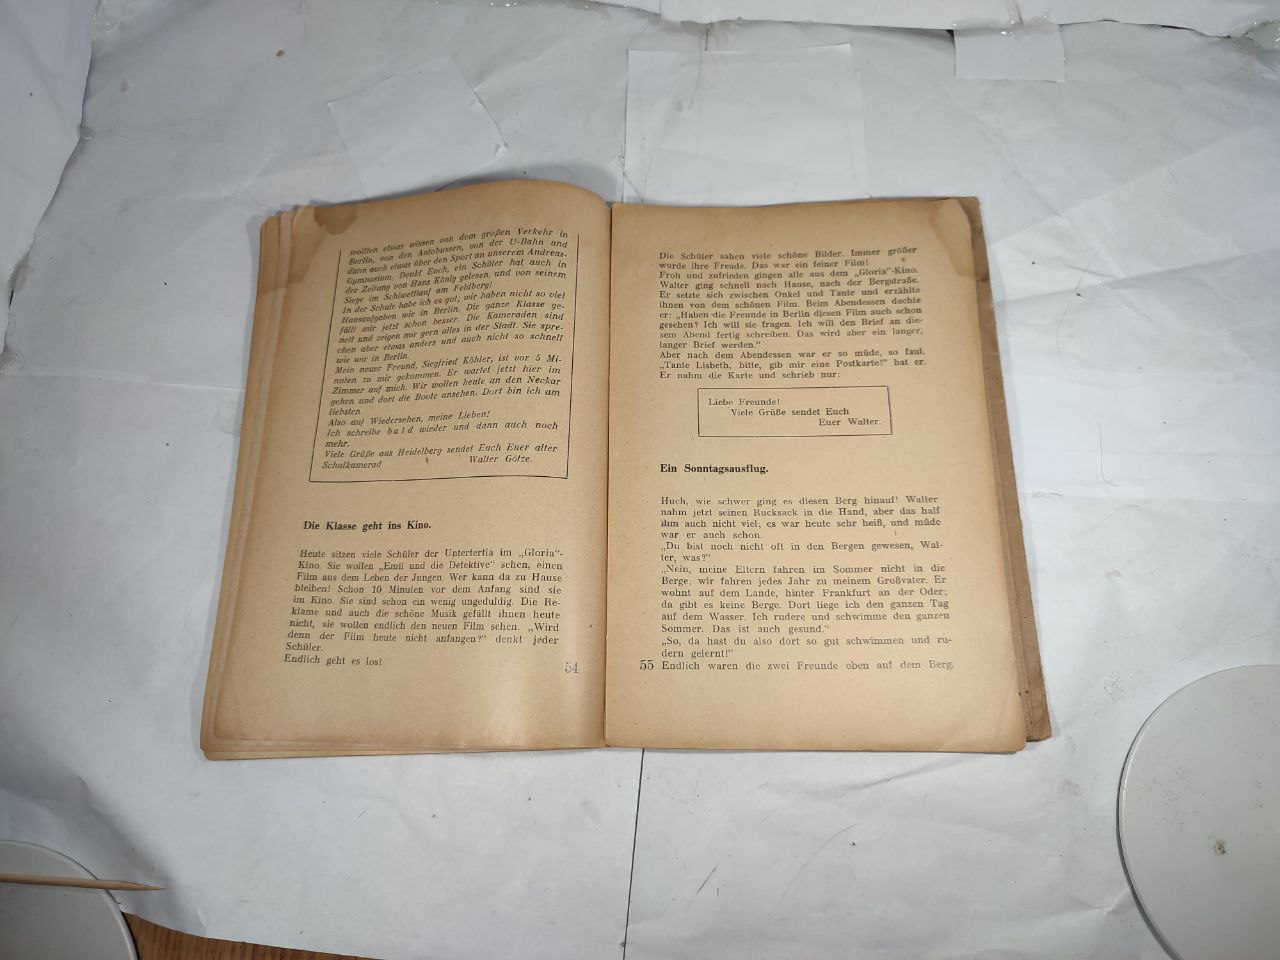 wollten etwas wissen von dem großen Verkehr in
Berlin, von den Autobussen, von der U-Bahn und
dann auch etwas über den Sport an unserem Andreas-
Gymnasium. Denkt Euch, ein Schüler hat auch in
der Zeitung von Hans König gelesen, und von seinem
Siege im Schiwettlauf am Feldberg!
In der Schule habe ich es gut; wir haben nicht so viel
Hausaufgaben wie in Berlin. Die ganze Klasse ge-
fällt mir jetzt schon besser. Die Kameraden sind
nett und zeigen mir gern alles in der Stadt. Sie spre-
chen aber etwas anders und auch nicht so schnell
wie wir in Berlin.
Mein neuer Freund, Siegfried Köhler, ist vor 5 Mi-
nuten zu mir gekommen. Er wartet jetzt hier im
Zimmer auf mich. Wir wollen heute an den Neckar
gehen und dort die Boote ansehen. Dort bin ich am
liebsten.
Also auf Wiedersehen, meine Lieben!
Ich schreibe bald wieder und dann auch noch
mehr.
Viele Grüße aus Heidelberg sendet Euch Euer alter
Schulkamerad Walter Götze.
Die Klasse geht ins Kino.
Heute sitzen viele Schüler der Untertertia im „Gloria"-
Kino. Sie wollen „Emil und die Detektive" sehen, einen
Film aus dem Leben der Jungen. Wer kann da zu Hause
bleiben! Schon 10 Minuten vor dem Anfang sind sie
im Kino. Sie sind schon ein wenig ungeduldig. Die Re-
klame und auch die schöne Musik gefällt ihnen heute
nicht, sie wollen endlich den neuen Film sehen. „Wird
denn der Film heute nicht anfangen?" denkt jeder
Schüler.
Endlich geht es los!
54
Die Schüler sahen viele schöne Bilder. Immer größer
wurde ihre Freude. Das war ein feiner Film!
Froh und zufrieden gingen alle aus dem „Gloria"-Kino.
Walter ging schnell nach Hause, nach der Bergstraße.
Er setzte sich zwischen Onkel und Tante und erzählte
ihnen von dem schönen Film. Beim Abendessen dachte
er: „Haben die Freunde in Berlin diesen Film auch schon
gesehen? Ich will sie fragen. Ich will den Brief an die-
sem Abend fertig schreiben. Das wird aber ein langer,
langer Brief werden."
Aber nach dem Abendessen war er so müde, so faul.
„Tante Lisbeth, bitte, gib mir eine Postkarte!" bat er.
Er nahm die Karte und schrieb nur:
Liebe Freunde!
Viele Grüße sendet Euch
Euer Walter.
Ein Sonntagsausflug.
Huch, wie schwer ging es diesen Berg hinauf! Walter
nahm jetzt seinen Rucksack in die Hand, aber das half
ihm auch nicht viel; es war heute sehr heiß, und müde
war er auch schon.
„Du bist noch nicht oft in den Bergen gewesen, Wal-
ter, was?"
„Nein, meine Eltern fahren im Sommer nicht in die
Berge; wir fahren jedes Jahr zu meinem Großvater. Er
wohnt auf dem Lande, hinter Frankfurt an der Oder;
da gibt es keine Berge. Dort liege ich den ganzen Tag
auf dem Wasser. Ich rudere und schwimme den ganzen
Sommer. Das ist auch gesund."
„So, da hast du also dort so gut schwimmen und ru-
dern gelernt!"
55 Endlich waren die zwei Freunde oben auf dem Berg.